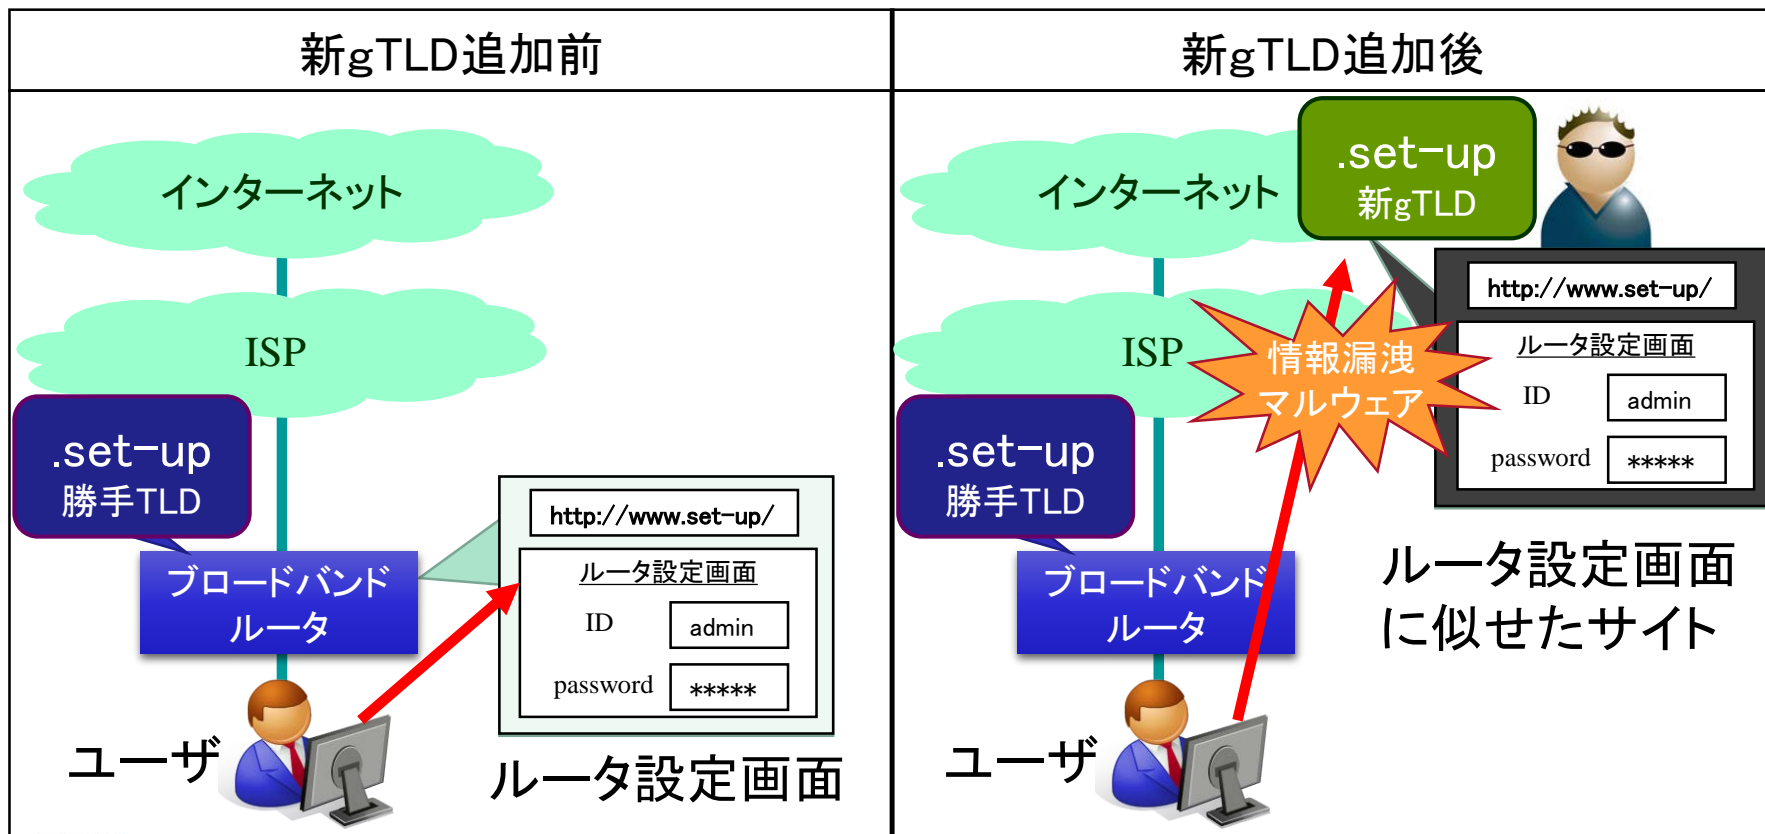 新gTLD追加前
インターネット
ISP
.set-up
勝手TLD
ブロードバンド
ルータ
http://www.set-up/
ルータ設定画面
ID
admin
password
*****
ユーザ
ルータ設定画面
新gTLD追加後
インターネット
.set-up
新gTLD
ISP
情報漏洩
マルウェア
http://www.set-up/
ルータ設定画面
ID
admin
password
*****
.set-up
勝手TLD
ブロードバンド
ルータ
ルータ設定画面
に似せたサイト
ユーザ